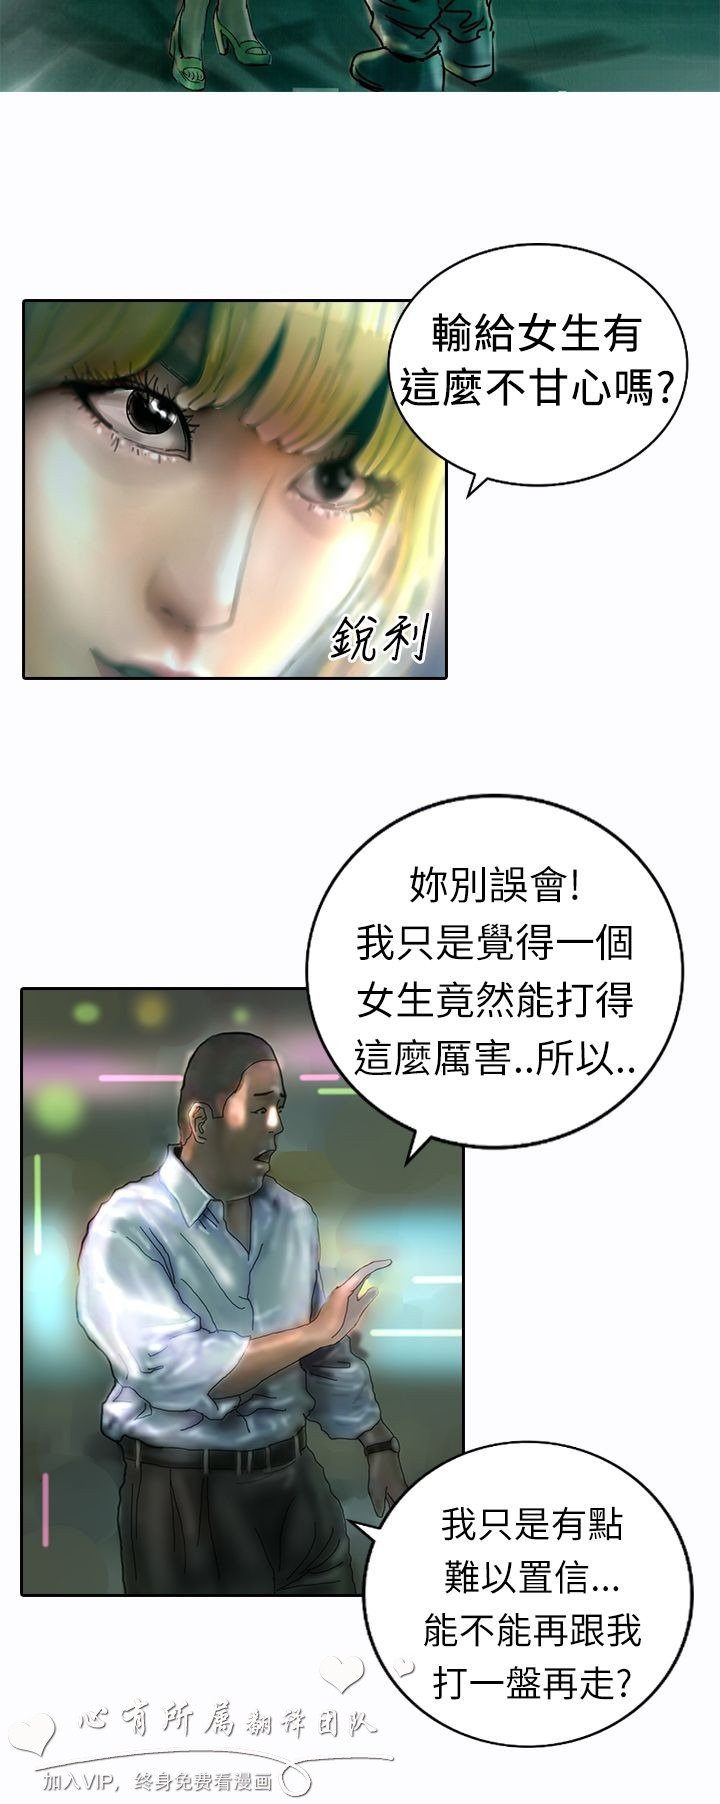 輸給女生有
這麼不甘心嗎?
銳利
妳別誤會!
我只是覺得一個
女生竟然能打得
這麼厲害..所以..
我只是有點
難以置信...
能不能再跟我
打一盤再走?
心有所属翻译团队
加入VIP，终身免费看漫画